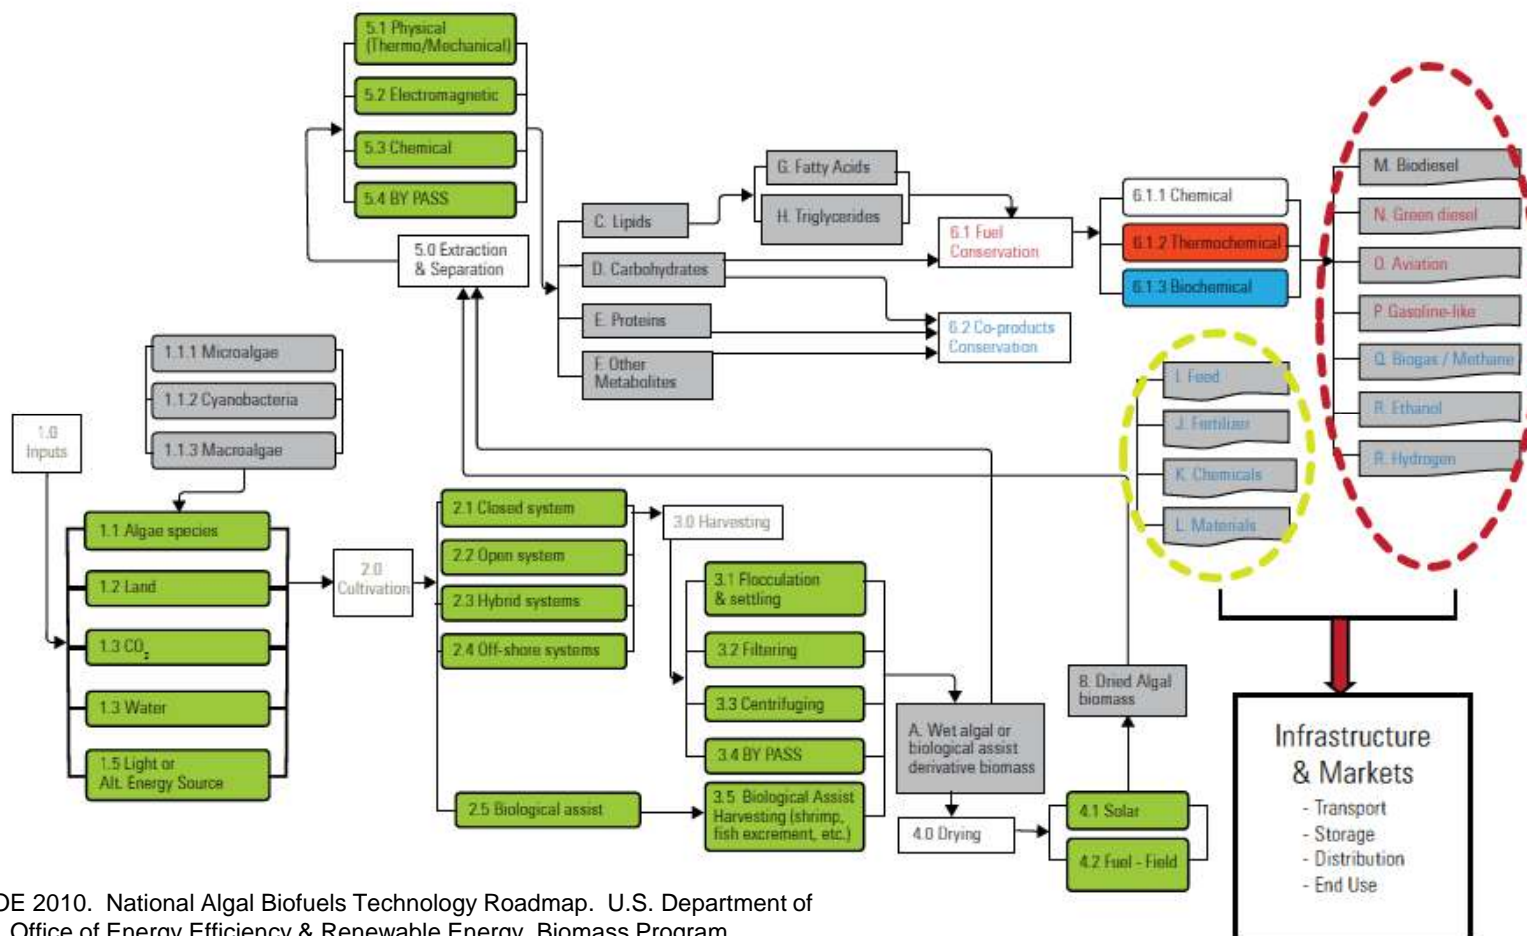 5.1 Physical
(Thermo/Mechanical)
5.2 Electromagnetic
5.3 Chemical
5.4 BY PASS
5.0 Extraction
& Separation
C. Lipids
D. Carbohydrates
E. Proteins
F. Other
Metabolites
G. Fatty Acids
H. Triglycerides
6.1 Fuel
Conservation
6.2 Co-products
Conservation
6.1.1 Chemical
6.1.2 Thermochemical
6.1.3 Biochemical
M. Biodiesel
N. Green diesel
O. Aviation
P. Gasoline-like
Q. Biogas / Methane
R. Ethanol
R. Hydrogen
I. Feed
J. Fertilizer
K. Chemicals
L. Materials
1.1.1 Microalgae
1.1.2 Cyanobacteria
1.1.3 Macroalgae
1.0
Inputs
1.1 Algae species
1.2 Land
1.3 CO2
1.3 Water
1.5 Light or
Alt. Energy Source
2.0
Cultivation
2.1 Closed system
2.2 Open system
2.3 Hybrid systems
2.4 Off-shore systems
2.5 Biological assist
3.0 Harvesting
3.1 Flocculation
& settling
3.2 Filtering
3.3 Centrifuging
3.4 BY PASS
3.5 Biological Assist
Harvesting (shrimp,
fish excrement, etc.)
A. Wet algal or
biological assist
derivative biomass
4.0 Drying
4.1 Solar
4.2 Fuel - Field
B. Dried Algal
biomass
Infrastructure
& Markets
- Transport
- Storage
- Distribution
- End Use
OE 2010. National Algal Biofuels Technology Roadmap. U.S. Department of
Office of Energy Efficiency & Renewable Energy, Biomass Program